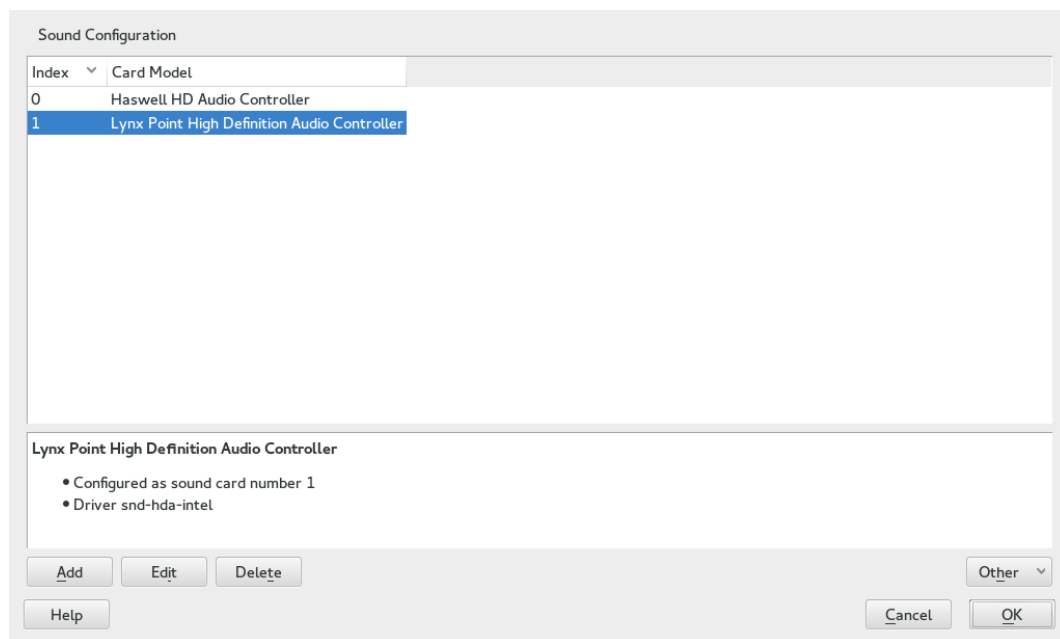 Sound Configuration
Index Card Model
0 Haswell HD Audio Controller
1 Lynx Point High Definition Audio Controller
Lynx Point High Definition Audio Controller
• Configured as sound card number 1
• Driver snd-hda-intel
Add Edit Delete Other
Help Cancel OK